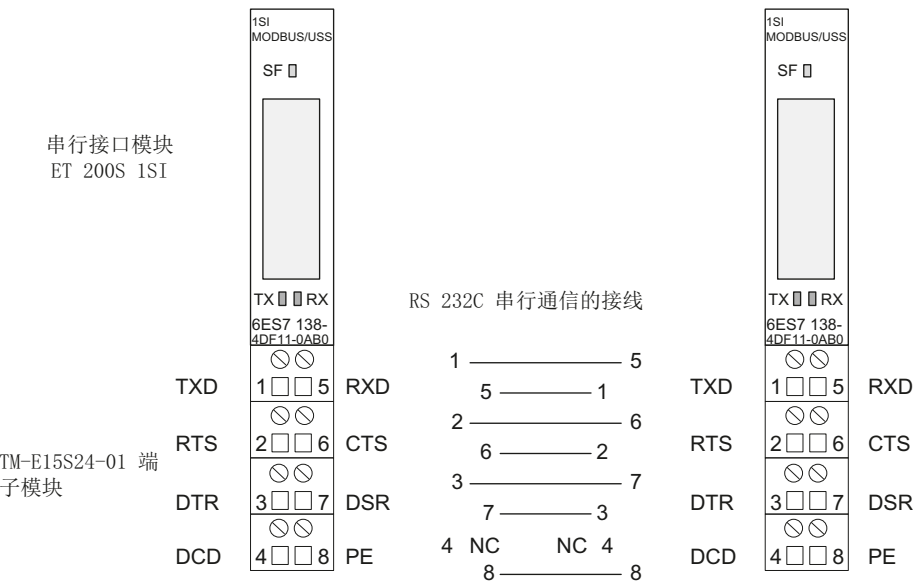 1SI
MODBUS/USS
SF
串行接口模块
ET 200S 1SI
TX RX
6ES7 138-
4DF11-0AB0
TXD 1 5 RXD
RTS 2 6 CTS
DTR 3 7 DSR
DCD 4 8 PE
TM-E15S24-01 端
子模块
RS 232C 串行通信的接线
1 5
5 1
2 6
6 2
3 7
7 3
4 NC NC 4
8 8
1SI
MODBUS/USS
SF
TX RX
6ES7 138-
4DF11-0AB0
TXD 1 5 RXD
RTS 2 6 CTS
DTR 3 7 DSR
DCD 4 8 PE